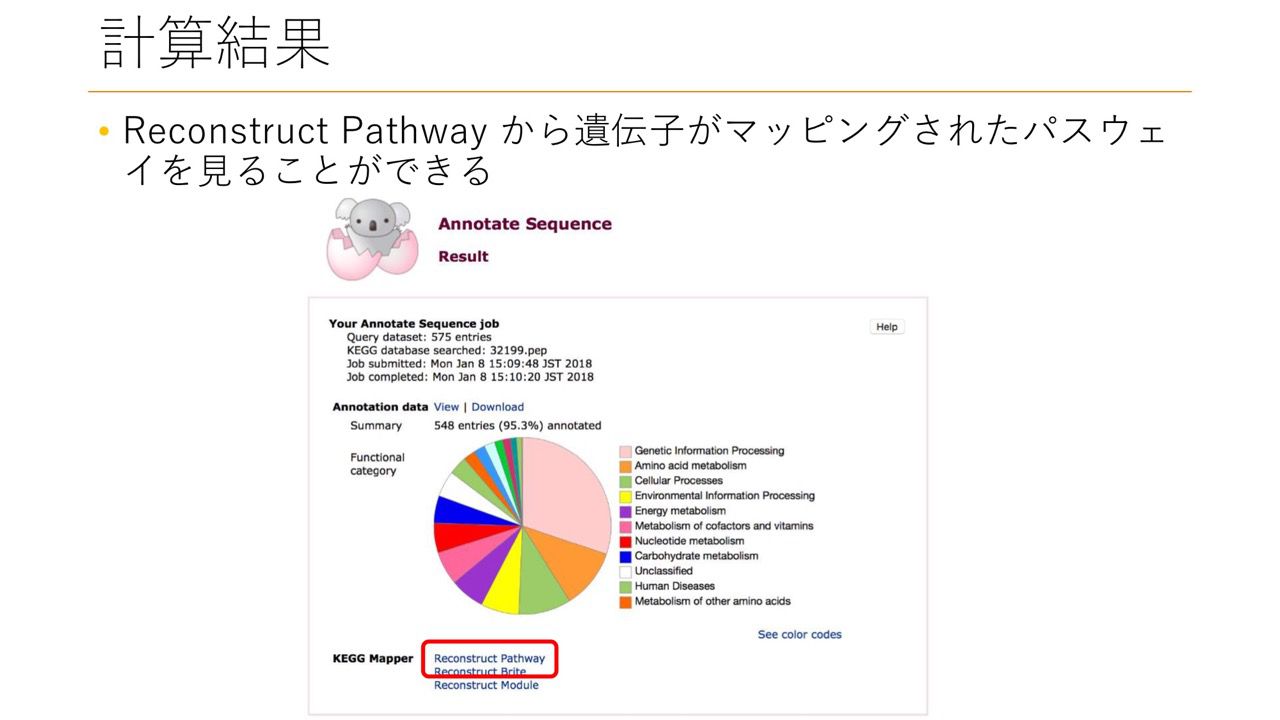 計算結果
• Reconstruct Pathway から遺伝子がマッピングされたパスウェ
イを見ることができる
Annotate Sequence
Result
Help
Your Annotate Sequence job
Query dataset: 575 entries
KEGG database searched: 32199.pep
Job submitted: Mon Jan 8 15:09:48 JST 2018
Job completed: Mon Jan 8 15:10:20 JST 2018
Annotation data View | Download
Summary 548 entries (95.3%) annotated
Functional
category
Genetic Information Processing
Amino acid metabolism
Cellular Processes
Environmental Information Processing
Energy metabolism
Metabolism of cofactors and vitamins
Nucleotide metabolism
Carbohydrate metabolism
Unclassified
Human Diseases
Metabolism of other amino acids
See color codes
KEGG Mapper Reconstruct Pathway
Reconstruct Brite
Reconstruct Module